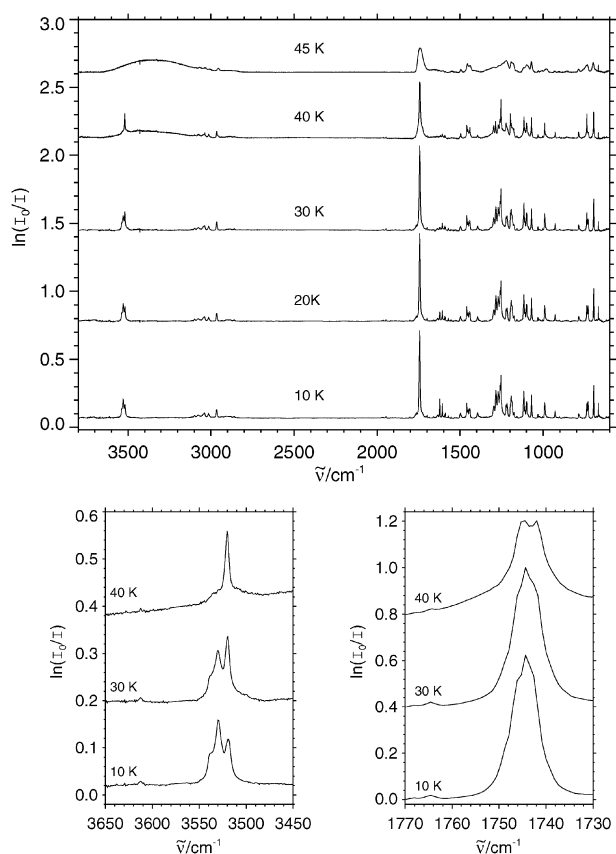 3.0
45 K
2.5
40 K
2.0
ln(I₀/I)
30 K
1.5
20K
1.0
0.5
10 K
0.0
3500 3000 2500 2000 1500 1000
ν̃/cm⁻¹
0.6
0.5
40 K
0.4
ln(I₀/I)
0.3
30 K
0.2
0.1
10 K
0.0
3650 3600 3550 3500 3450
ν̃/cm⁻¹
1.2
1.0
40 K
0.8
ln(I₀/I)
0.6
30 K
0.4
0.2
10 K
0.0
1770 1760 1750 1740 1730
ν̃/cm⁻¹